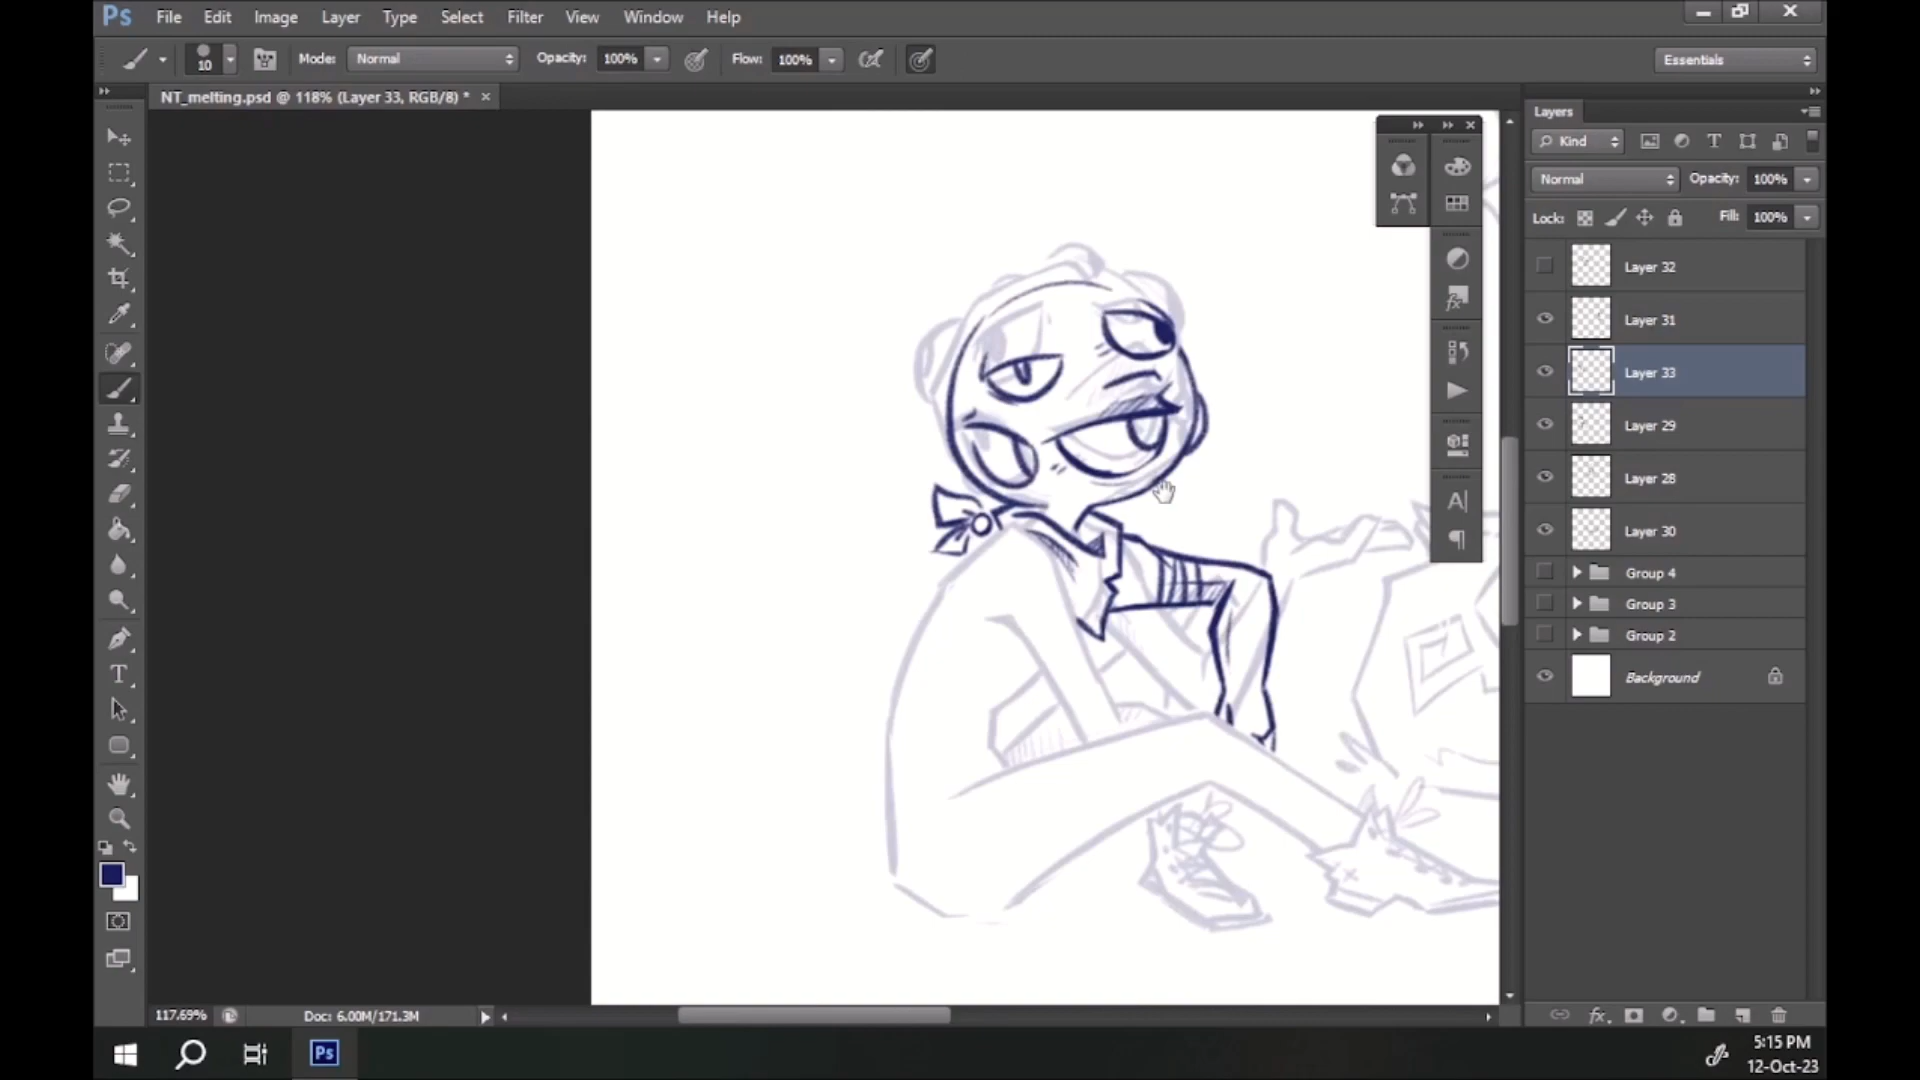 Ps File Edit Image Layer Type Select Filter View Window Help
10 Mode: Normal Opacity: 100% Flow: 100% Essentials
NT_melting.psd @ 118% (Layer 33, RGB/8) * ×
Layers
Kind
Normal Opacity: 100%
Lock: Fill: 100%
Layer 32
Layer 31
Layer 33
Layer 29
Layer 28
Layer 30
Group 4
Group 3
Group 2
Background
117.69% Doc: 6.00M/171.3M
Ps 5:15 PM
12-Oct-23